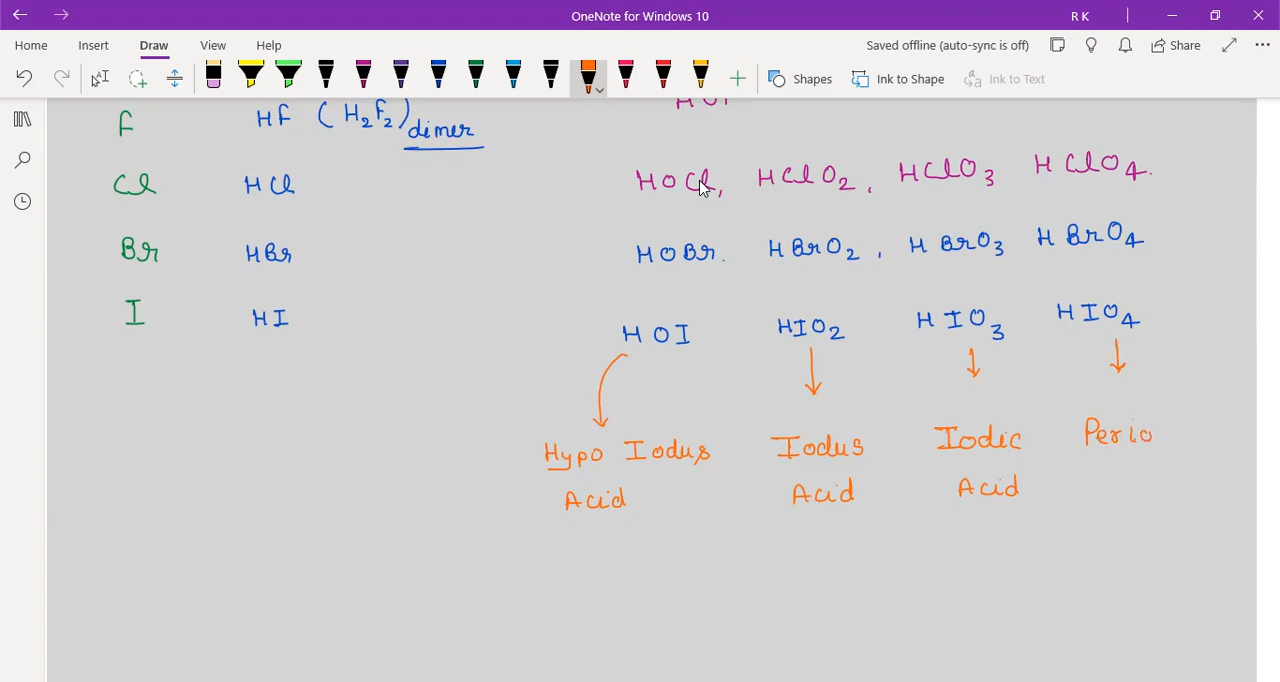 OneNote for Windows 10
R K
Home Insert Draw View Help
Saved offline (auto-sync is off) Share
Shapes Ink to Shape Ink to Text
F HF (H2F2) dimer
Cl HCl HOCl, HClO2, HClO3 HClO4.
Br HBr HOBr. HBrO2, HBrO3 HBrO4
I HI HOI HIO2 HIO3 HIO4
Hypo Iodus Iodus Iodic Perio
Acid Acid Acid